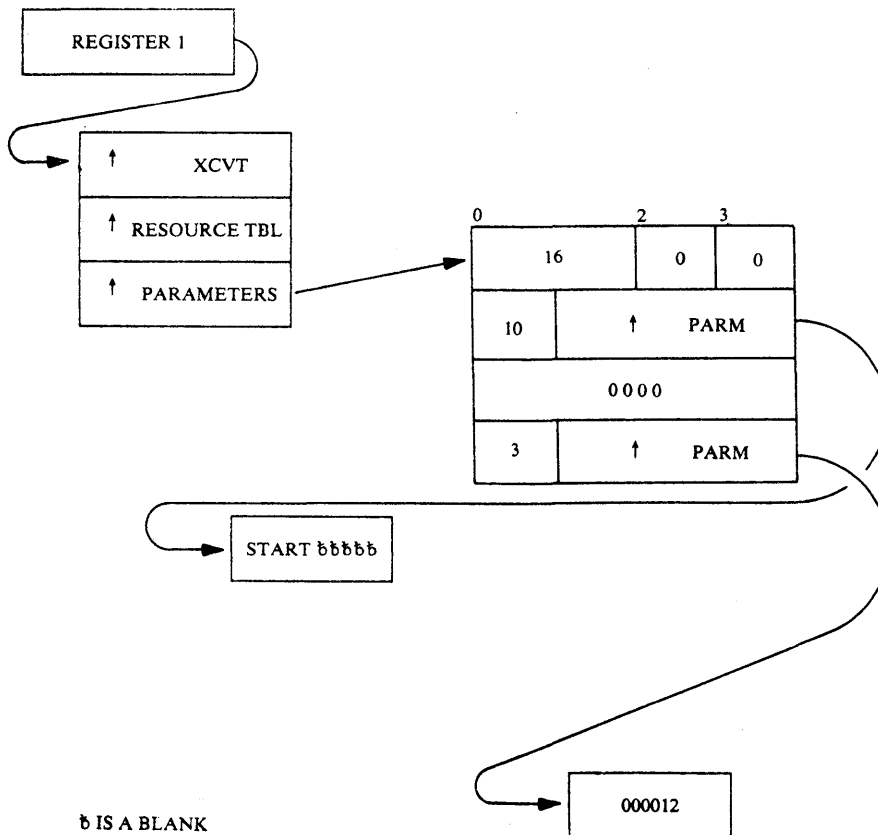 REGISTER 1
↑ XCVT
↑ RESOURCE TBL
↑ PARAMETERS
0 2 3
16 0 0
10 ↑ PARM
0 0 0 0
3 ↑ PARM
START ƀƀƀƀƀ
000012
ƀ IS A BLANK